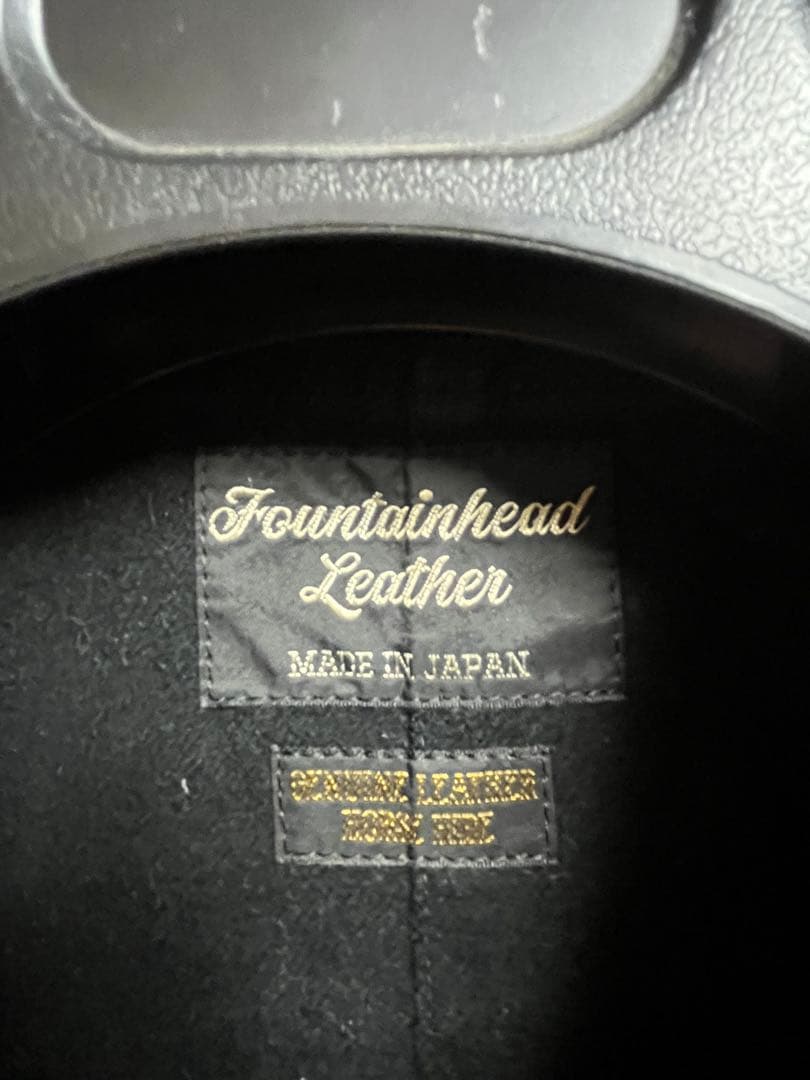 Fountainhead
Leather
MADE IN JAPAN
GENUINE LEATHER
HORSE HIDE